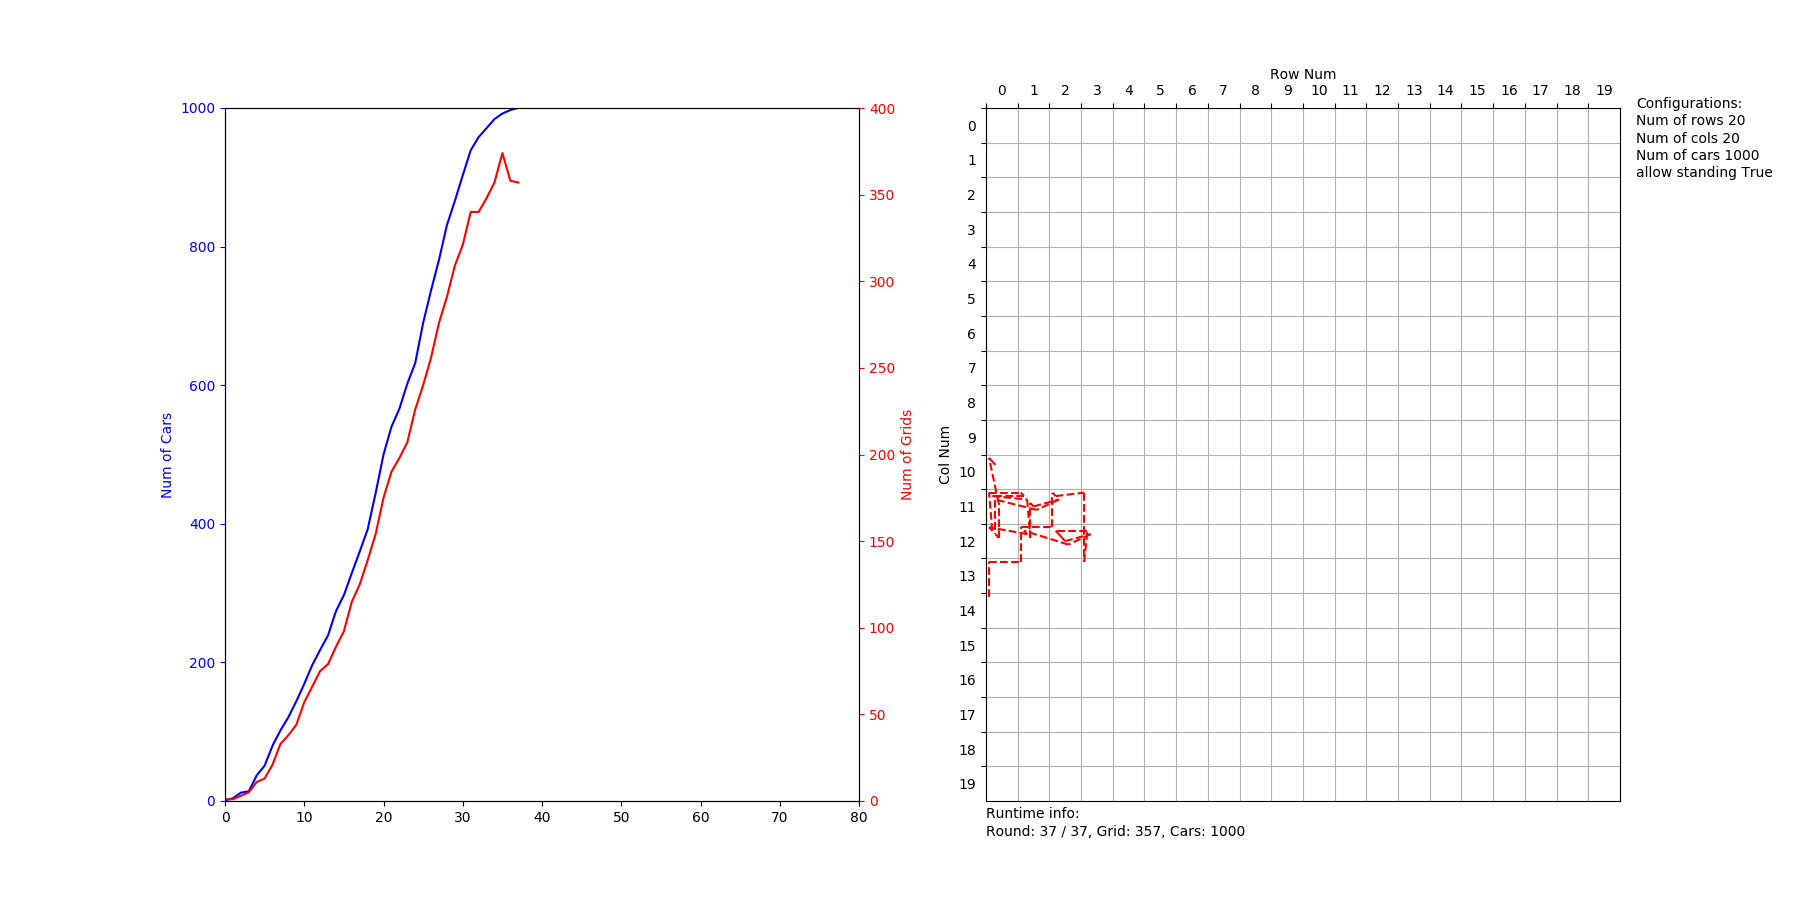 Row Num
0 1 2 3 4 5 6 7 8 9 10 11 12 13 14 15 16 17 18 19
Configurations:
Num of rows 20
Num of cols 20
Num of cars 1000
allow standing True
1000
800
600
400
200
0
Num of Cars
0 10 20 30 40 50 60 70 80
400
350
300
250
200
150
100
50
0
Num of Grids
Col Num
0
1
2
3
4
5
6
7
8
9
10
11
12
13
14
15
16
17
18
19
Runtime info:
Round: 37 / 37, Grid: 357, Cars: 1000